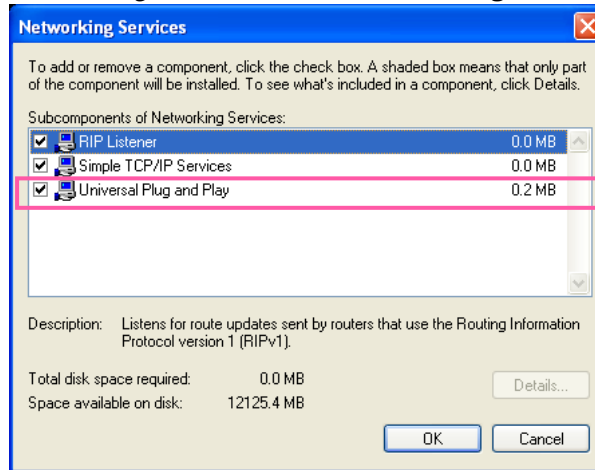 Networking Services
To add or remove a component, click the check box. A shaded box means that only part
of the component will be installed. To see what's included in a component, click Details.
Subcomponents of Networking Services:
RIP Listener 0.0 MB
Simple TCP/IP Services 0.0 MB
Universal Plug and Play 0.2 MB
Description: Listens for route updates sent by routers that use the Routing Information
Protocol version 1 (RIPv1).
Total disk space required: 0.0 MB
Details...
Space available on disk: 12125.4 MB
OK Cancel